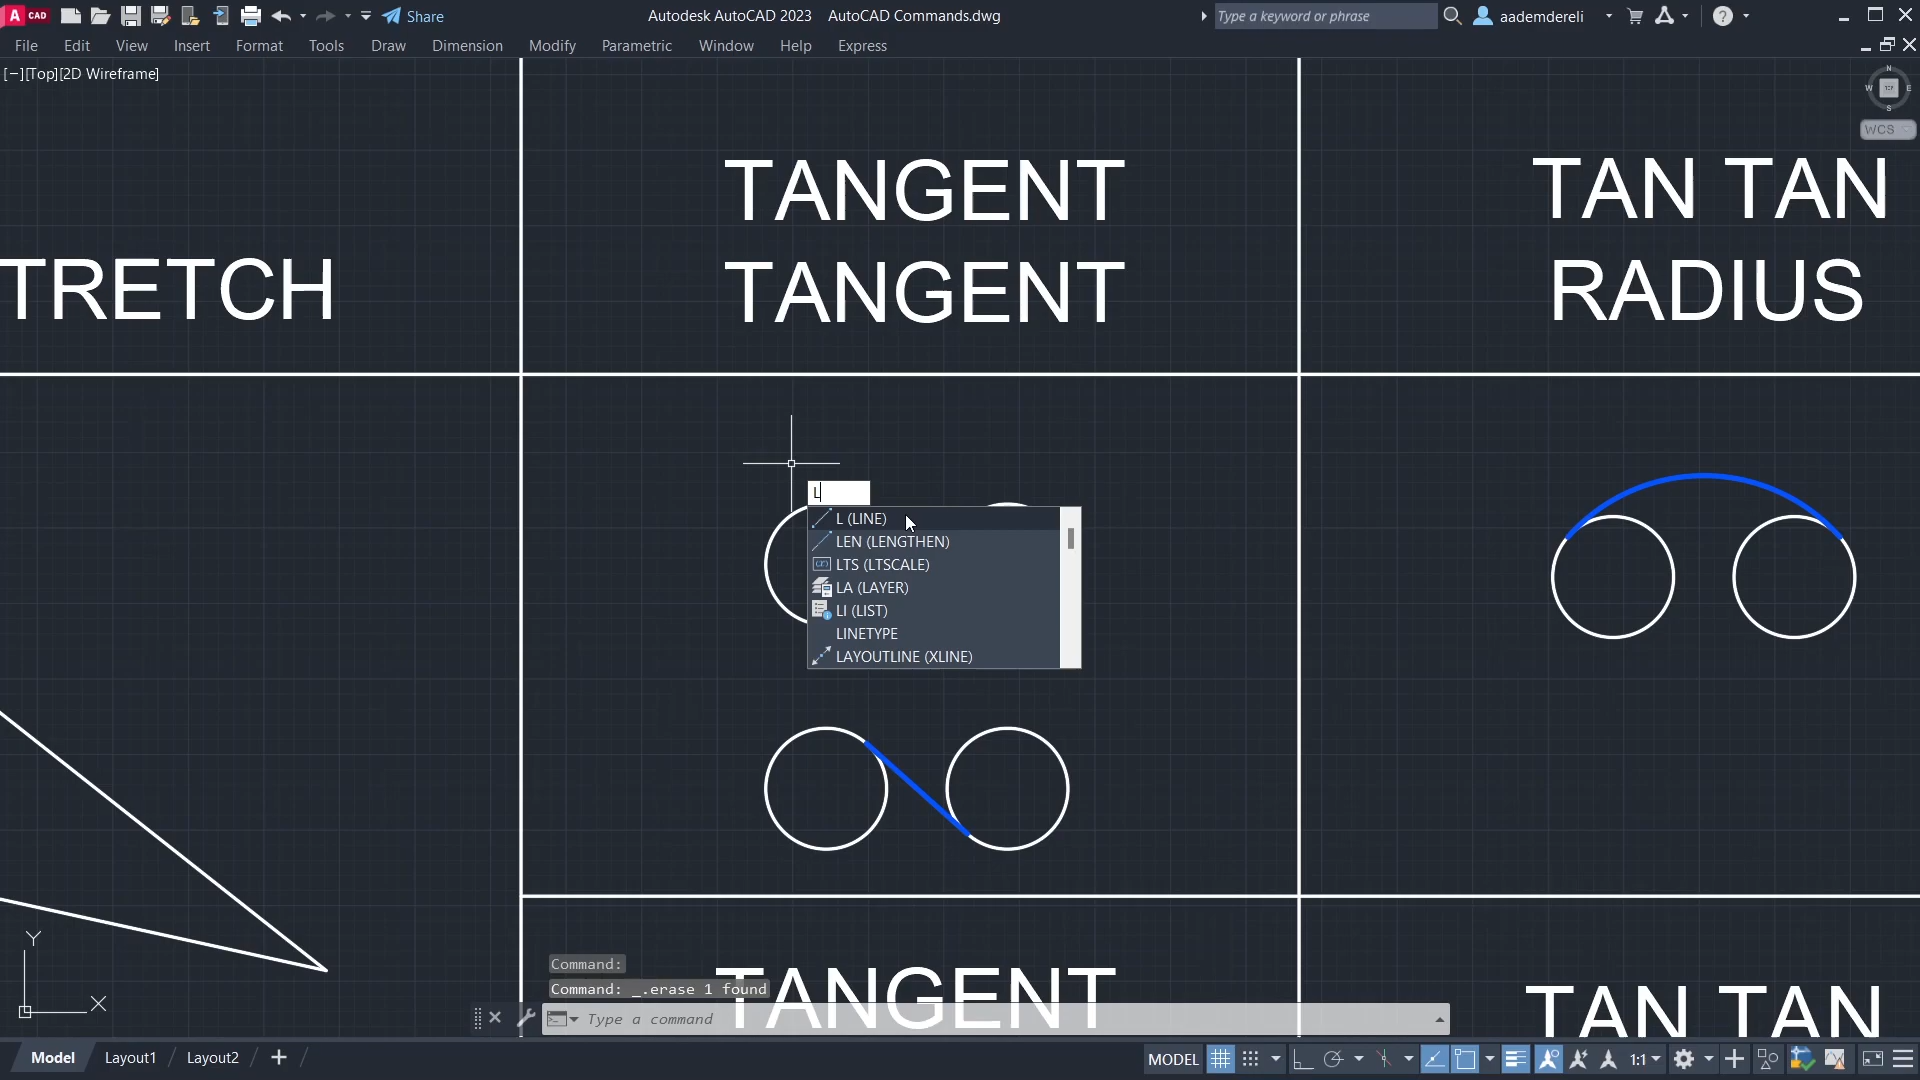 A CAD
Share
Autodesk AutoCAD 2023 AutoCAD Commands.dwg
Type a keyword or phrase
aademdereli
File Edit View Insert Format Tools Draw Dimension Modify Parametric Window Help Express
[−][Top][2D Wireframe]
N
W TOP E
S
WCS
TANGENT
TANGENT
TAN TAN
RADIUS
TRETCH
L
L (LINE)
LEN (LENGTHEN)
LTS (LTSCALE)
LA (LAYER)
LI (LIST)
LINETYPE
LAYOUTLINE (XLINE)
Y
X
Command:
Command: _.erase 1 found
TANGENT
TAN TAN
Type a command
Model Layout1 Layout2
MODEL
1:1